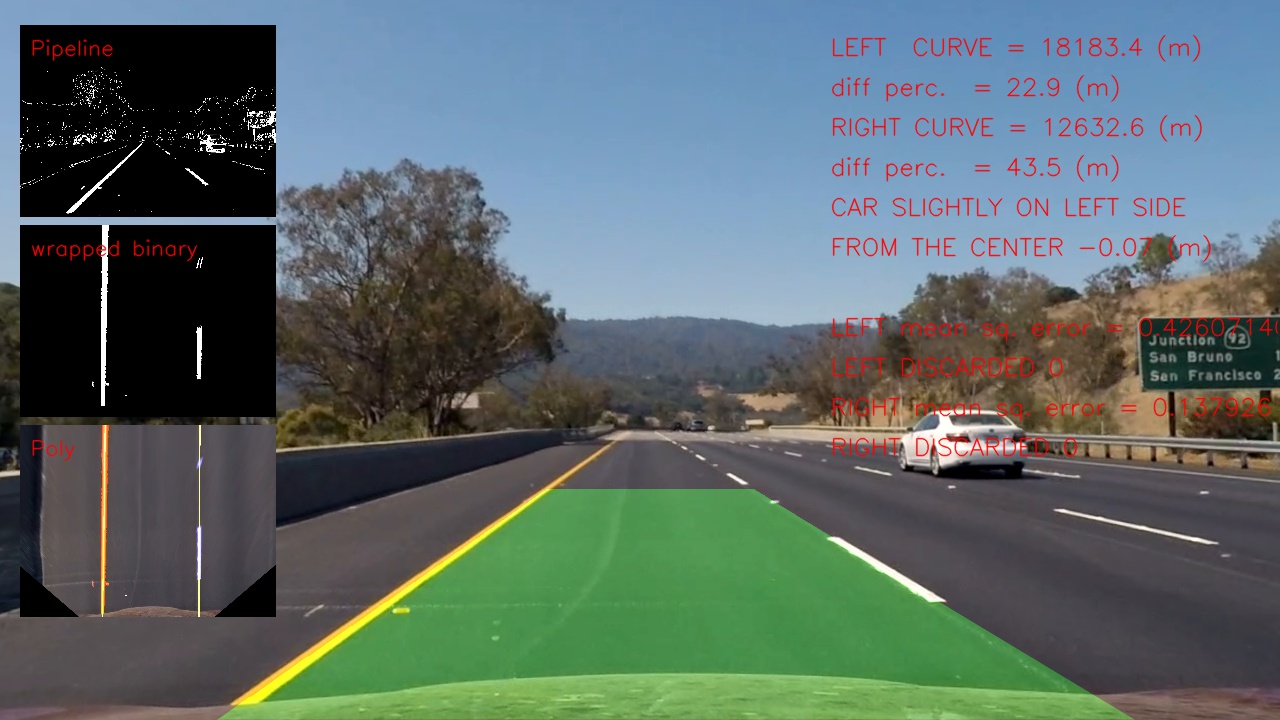 Pipeline
wrapped binary
Poly
LEFT CURVE = 18183.4 (m)
diff perc. = 22.9 (m)
RIGHT CURVE = 12632.6 (m)
diff perc. = 43.5 (m)
CAR SLIGHTLY ON LEFT SIDE
FROM THE CENTER -0.07 (m)
LEFT mean sq. error = 0.42607140
LEFT DISCARDED 0
RIGHT mean sq. error = 0.137926
RIGHT DISCARDED 0
Junction 92
San Bruno 1
San Francisco 2